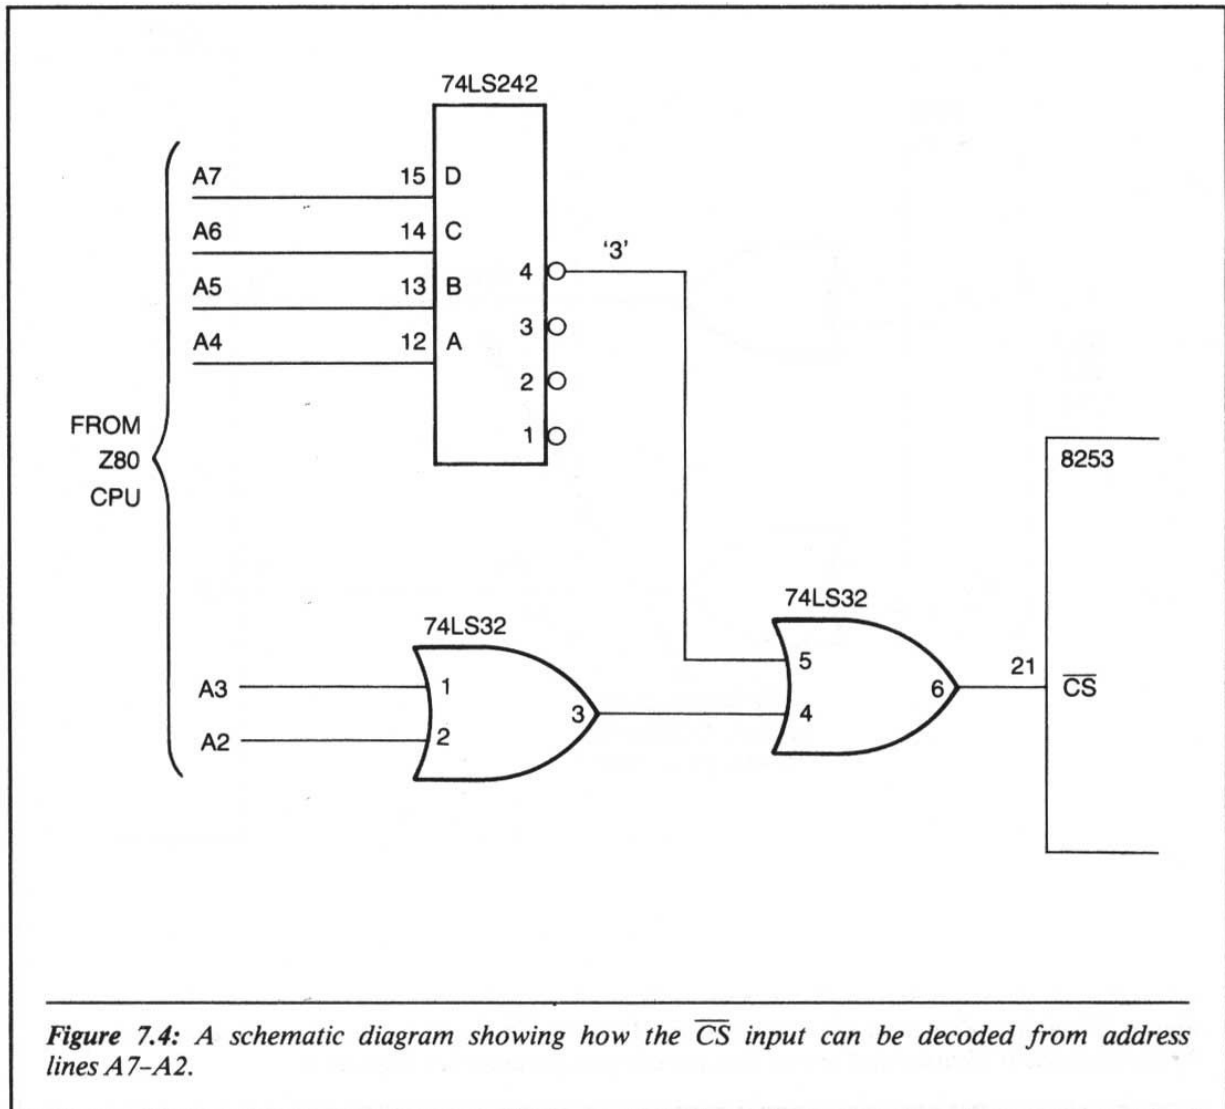 74LS242
A7 15 D
A6 14 C
'3'
4
A5 13 B
3
A4 12 A
2
1
FROM
Z80
CPU
8253
74LS32
74LS32
5
21
A3 1
6
C̅S̅
3
4
A2 2
Figure 7.4: A schematic diagram showing how the C̅S̅ input can be decoded from address
lines A7–A2.